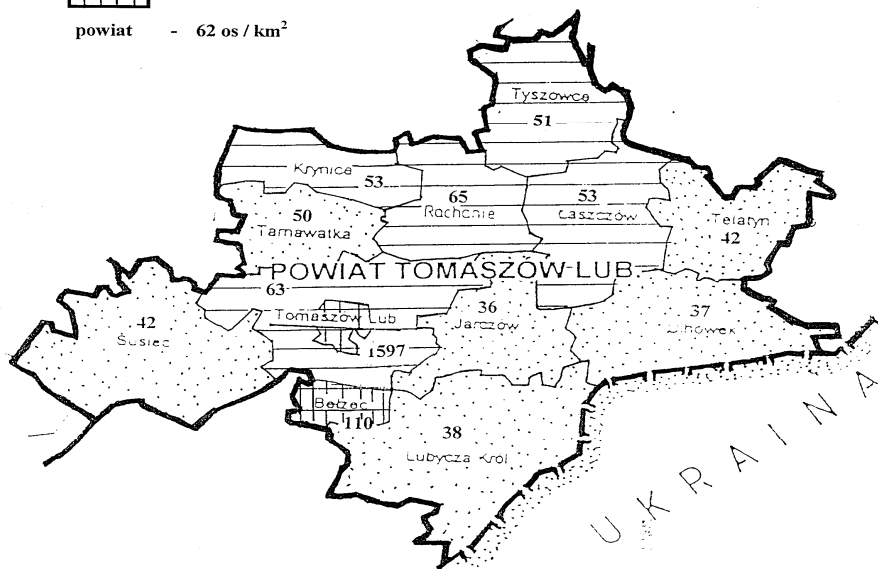 powiat - 62 os / km²
Tyszowce
51
Krynice
53
65
Rachanie
53
Łaszczów
50
Tarnawatka
Telatyn
42
POWIAT TOMASZÓW-LUB.
63
Tomaszów Lub
1597
36
Jarczów
37
Ulhówek
42
Susiec
Bełżec
110
38
Lubycza Król
UKRAINA